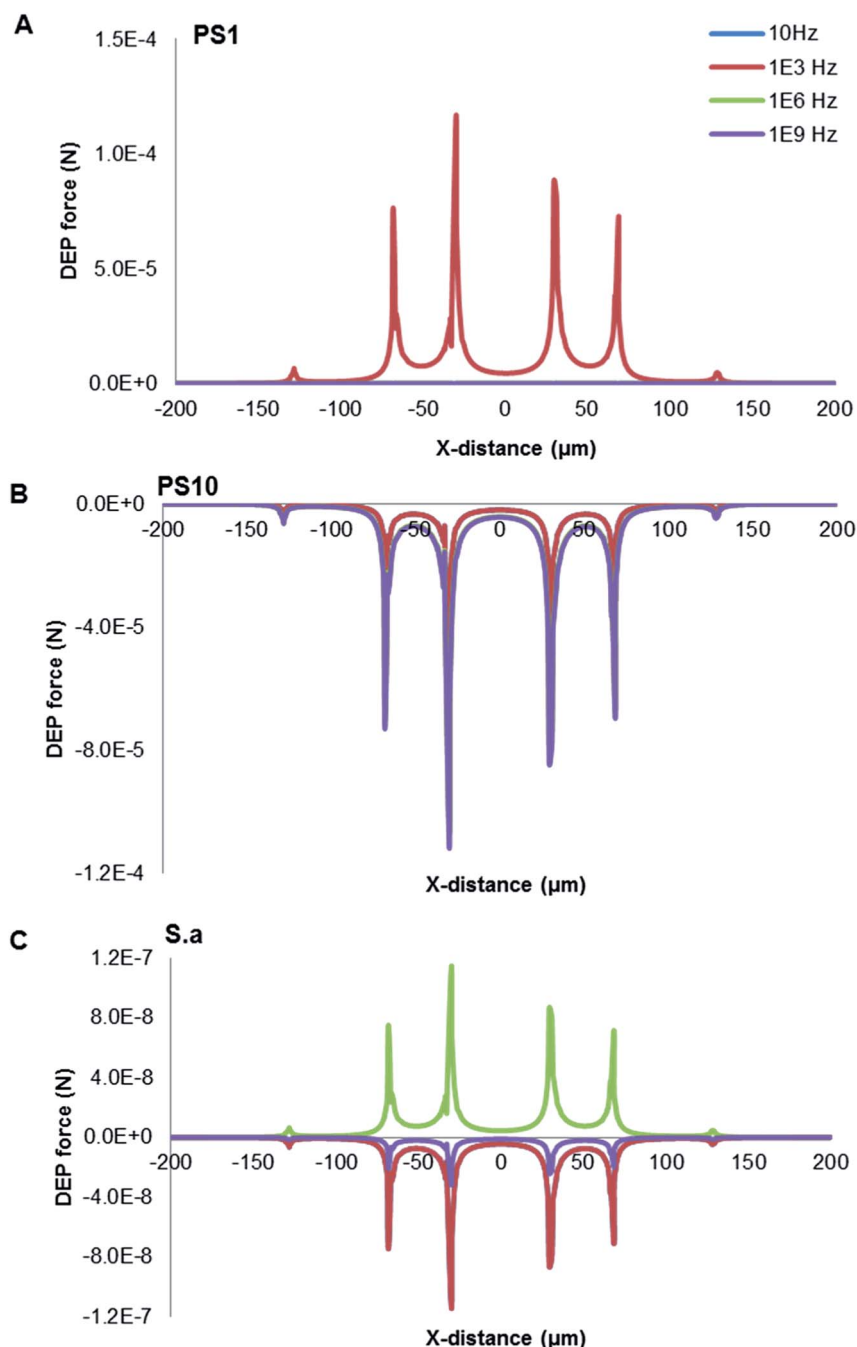 A
PS1
10Hz
1E3 Hz
1E6 Hz
1E9 Hz
1.5E-4
1.0E-4
5.0E-5
0.0E+0
DEP force (N)
-200 -150 -100 -50 0 50 100 150 200
X-distance (µm)
B
PS10
0.0E+0
-200 -150 -100 -50 0 50 100 150 200
-4.0E-5
-8.0E-5
-1.2E-4
DEP force (N)
X-distance (µm)
C
S.a
1.2E-7
8.0E-8
4.0E-8
0.0E+0
-200 -150 -100 -50 0 50 100 150 200
-4.0E-8
-8.0E-8
-1.2E-7
DEP force (N)
X-distance (µm)